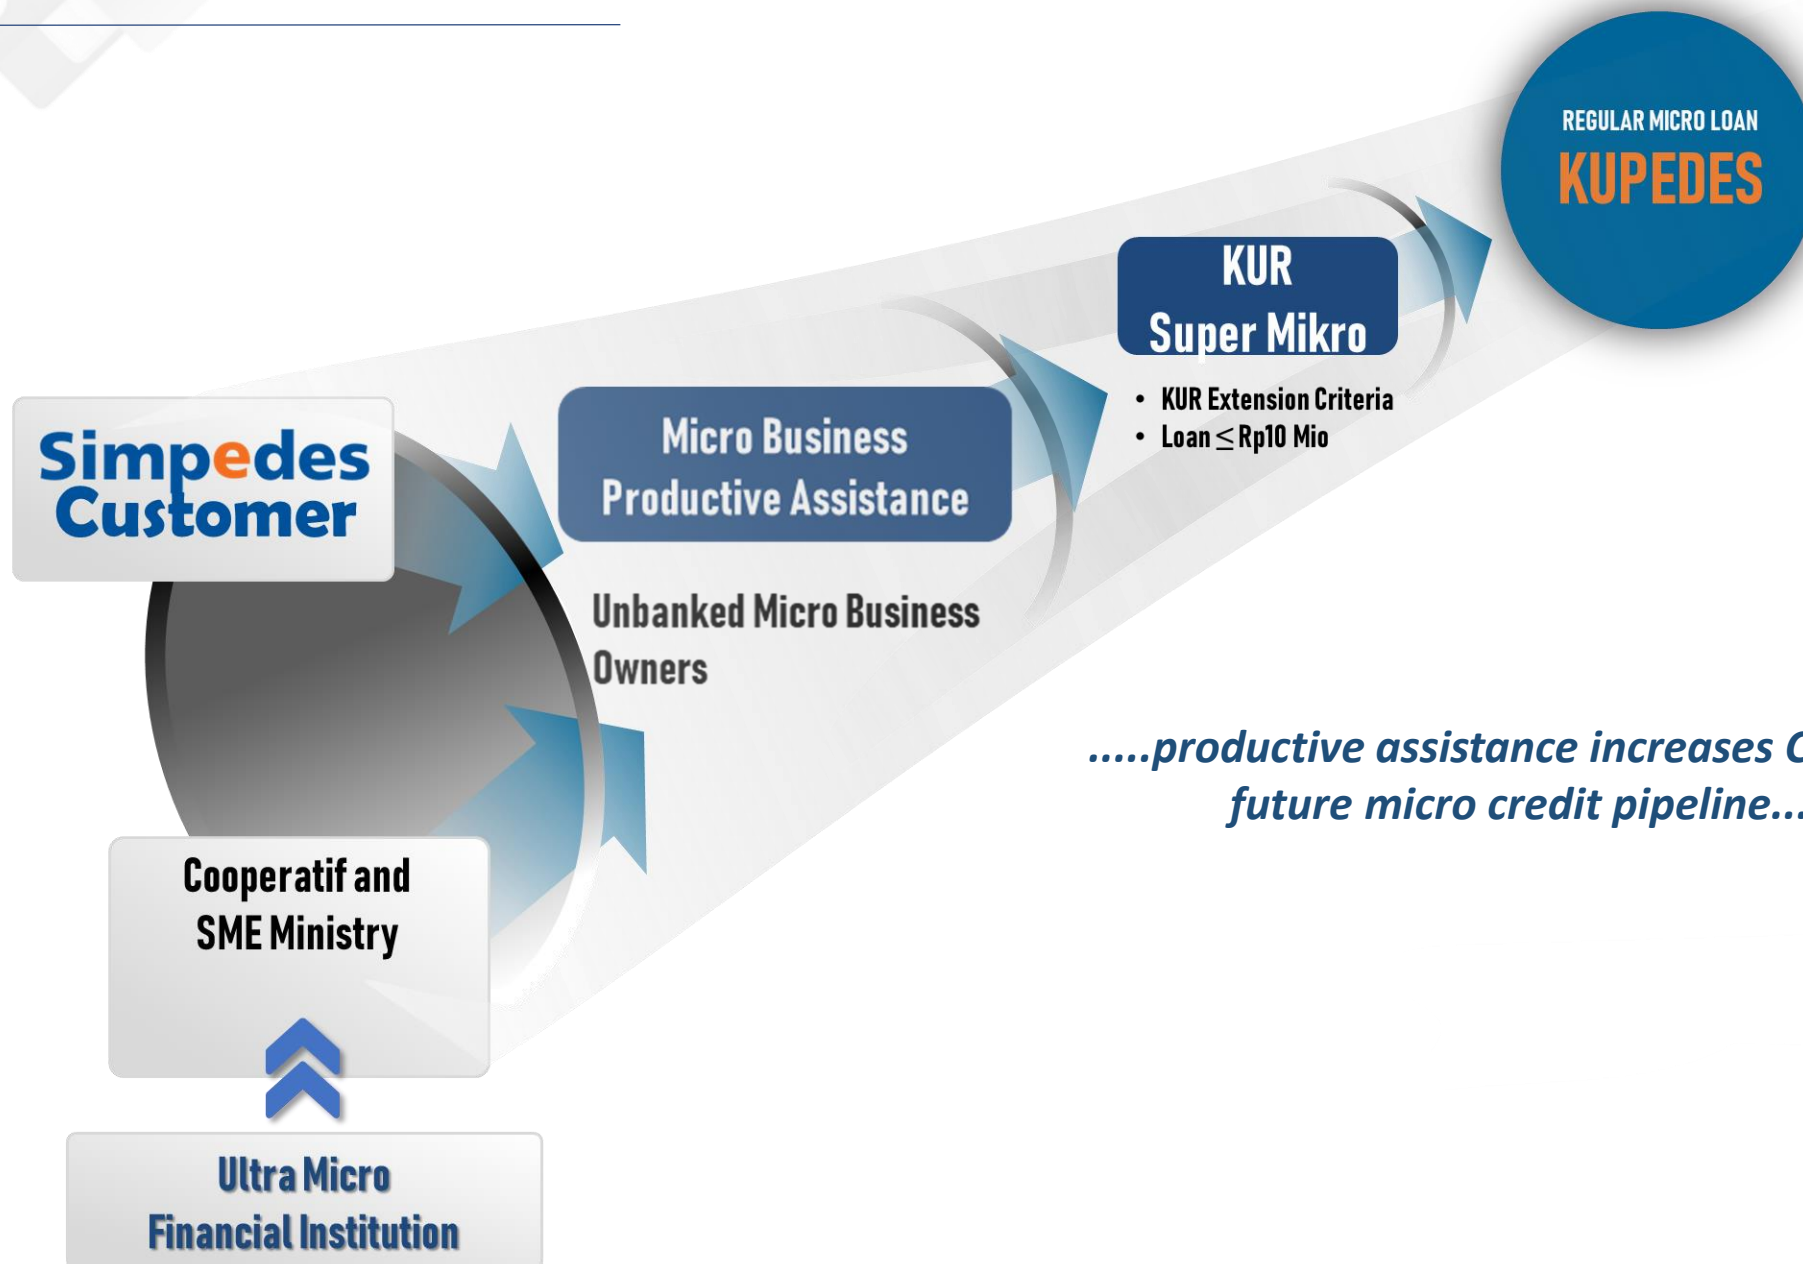 REGULAR MICRO LOAN
KUPEDES
KUR
Super Mikro
• KUR Extension Criteria
• Loan ≤ Rp10 Mio
Simpedes
Customer
Micro Business
Productive Assistance
Unbanked Micro Business
Owners
.....productive assistance increases
future micro credit pipeline...
Cooperatif and
SME Ministry
Ultra Micro
Financial Institution